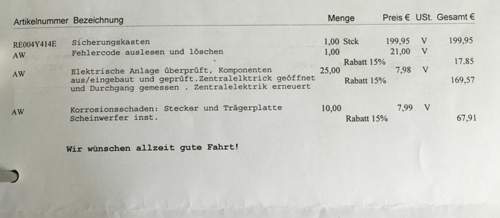 Artikelnummer Bezeichnung Menge Preis € USt. Gesamt €
RE004Y414E Sicherungskasten 1,00 Stck 199,95 V 199,95
AW Fehlercode auslesen und löschen 1,00 21,00 V
Rabatt 15% 17.85
AW Elektrische Anlage überprüft, Komponenten 25,00 7,98 V
aus/eingebaut und geprüft.Zentralelktrick geöffnet Rabatt 15% 169,57
und Durchgang gemessen . Zentralelektrik erneuert
AW Korrosionsschaden: Stecker und Trägerplatte 10,00 7,99 V
Scheinwerfer inst. Rabatt 15% 67,91
Wir wünschen allzeit gute Fahrt!